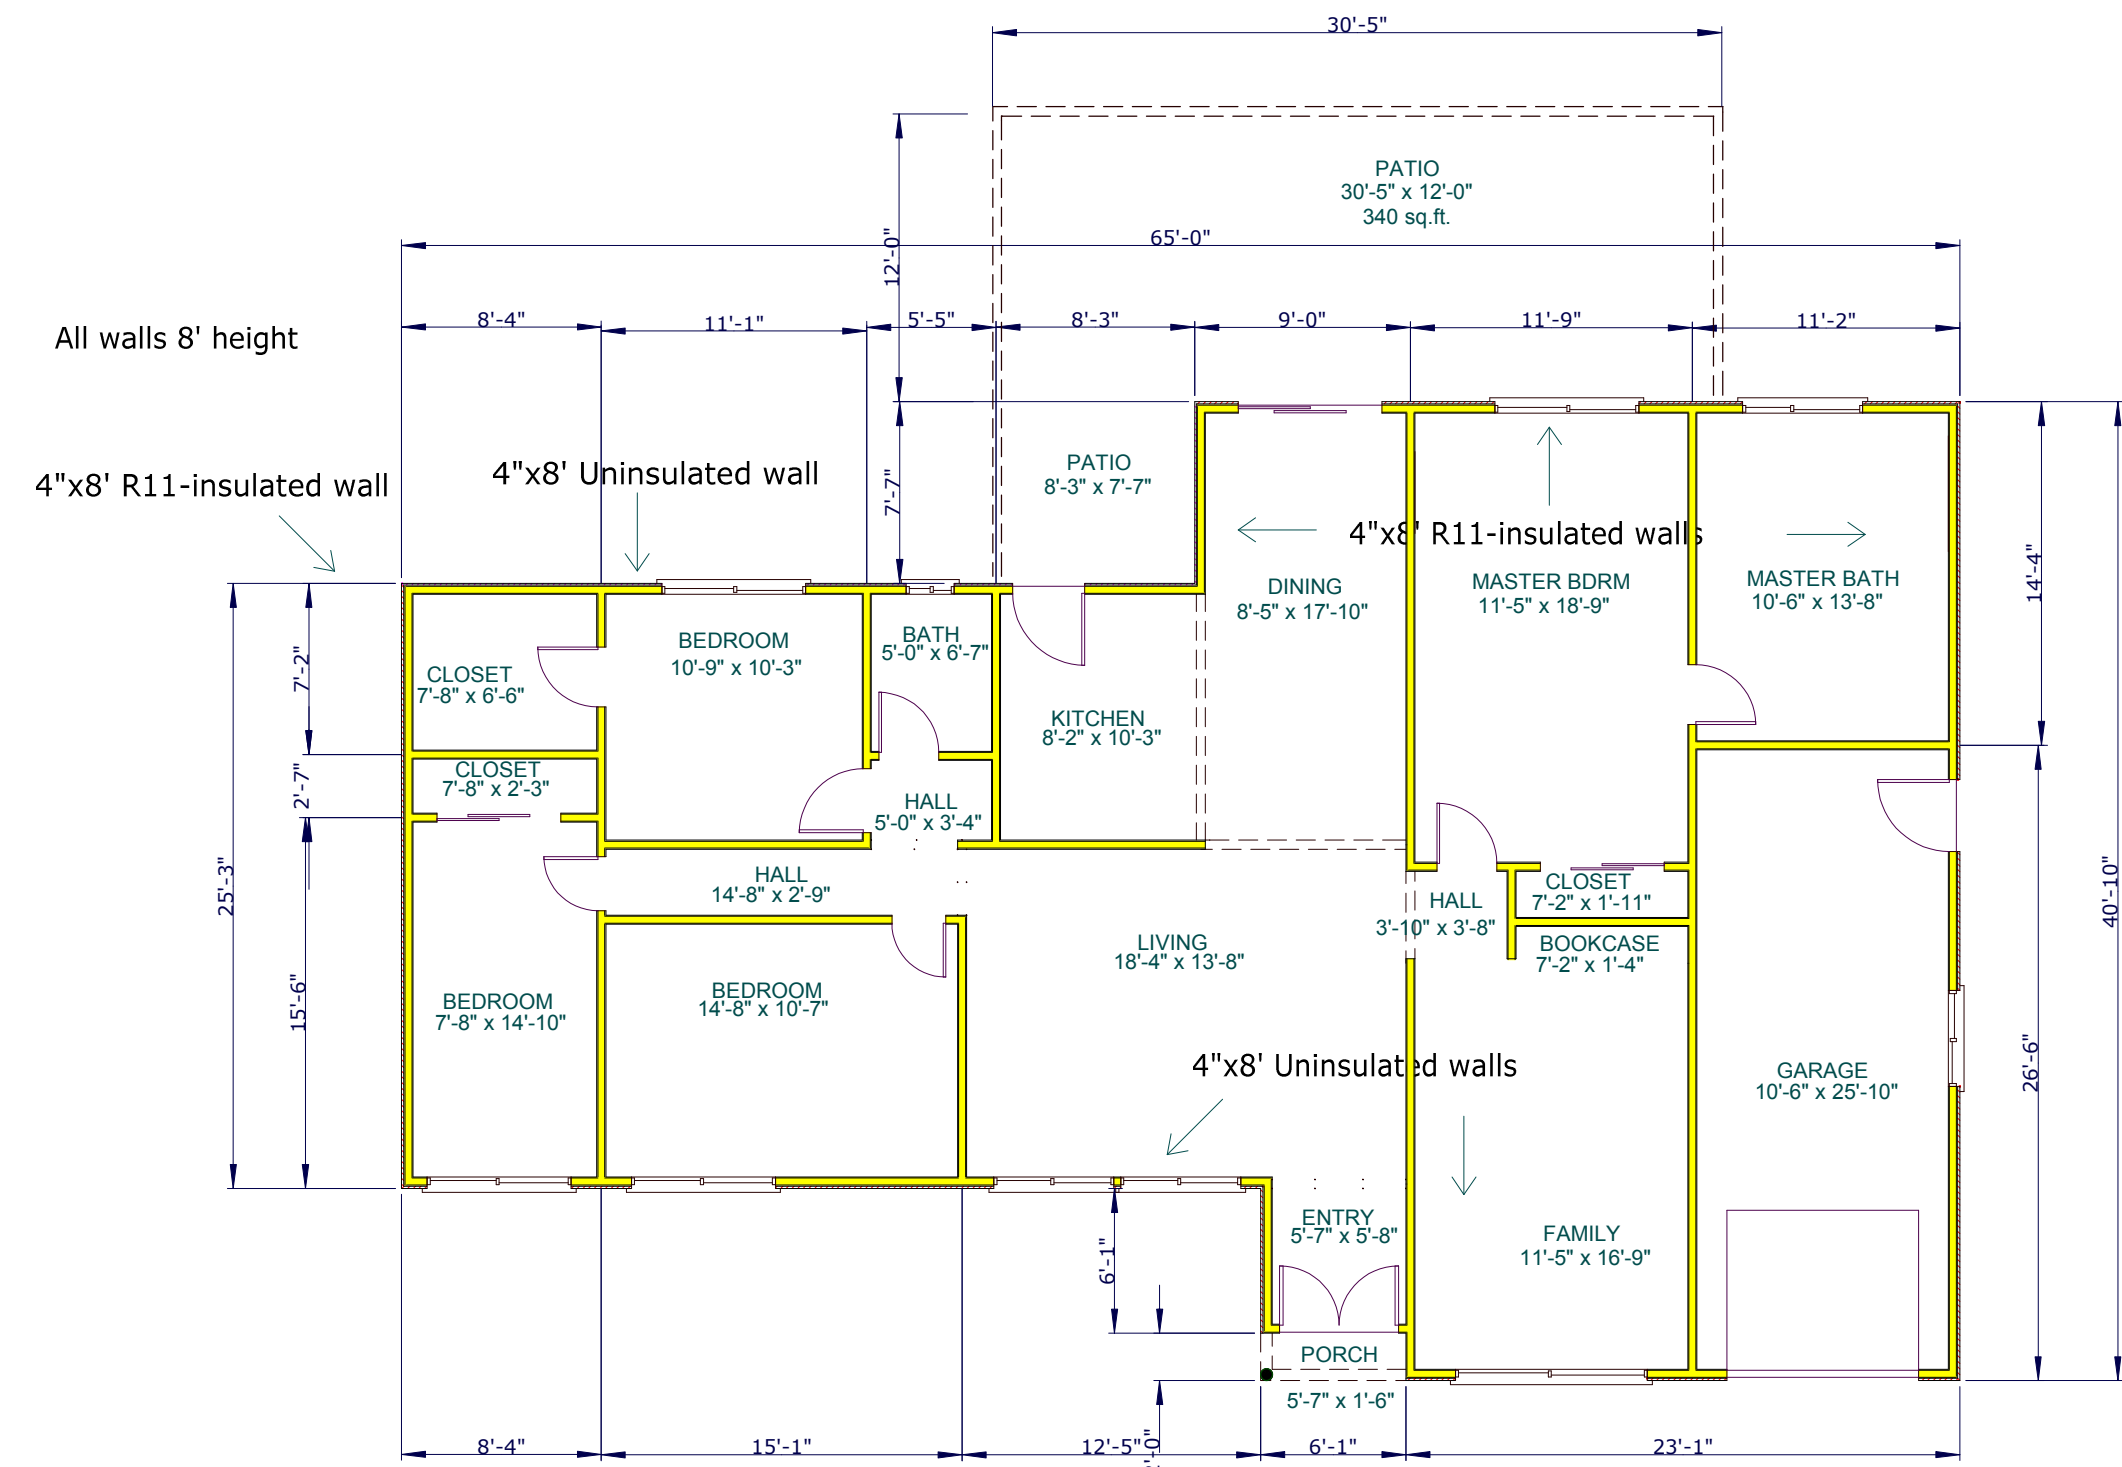 30'-5"
PATIO
30'-5" x 12'-0"
340 sq.ft.
12'-0"
65'-0"
8'-4"
11'-1"
5'-5"
8'-3"
9'-0"
11'-9"
11'-2"
All walls 8' height
4"x8' R11-insulated wall
4"x8' Uninsulated wall
7'-7"
PATIO
8'-3" x 7'-7"
4"x8' R11-insulated walls
DINING
8'-5" x 17'-10"
MASTER BDRM
11'-5" x 18'-9"
MASTER BATH
10'-6" x 13'-8"
14'-4"
7'-2"
CLOSET
7'-8" x 6'-6"
BEDROOM
10'-9" x 10'-3"
BATH
5'-0" x 6'-7"
KITCHEN
8'-2" x 10'-3"
2'-7"
CLOSET
7'-8" x 2'-3"
HALL
5'-0" x 3'-4"
25'-3"
HALL
14'-8" x 2'-9"
HALL
3'-10" x 3'-8"
CLOSET
7'-2" x 1'-11"
40'-10"
LIVING
18'-4" x 13'-8"
BOOKCASE
7'-2" x 1'-4"
15'-6"
BEDROOM
7'-8" x 14'-10"
BEDROOM
14'-8" x 10'-7"
4"x8' Uninsulated walls
GARAGE
10'-6" x 25'-10"
26'-6"
6'-1"
ENTRY
5'-7" x 5'-8"
FAMILY
11'-5" x 16'-9"
PORCH
5'-7" x 1'-6"
8'-4"
15'-1"
12'-5"
6'-1"
23'-1"